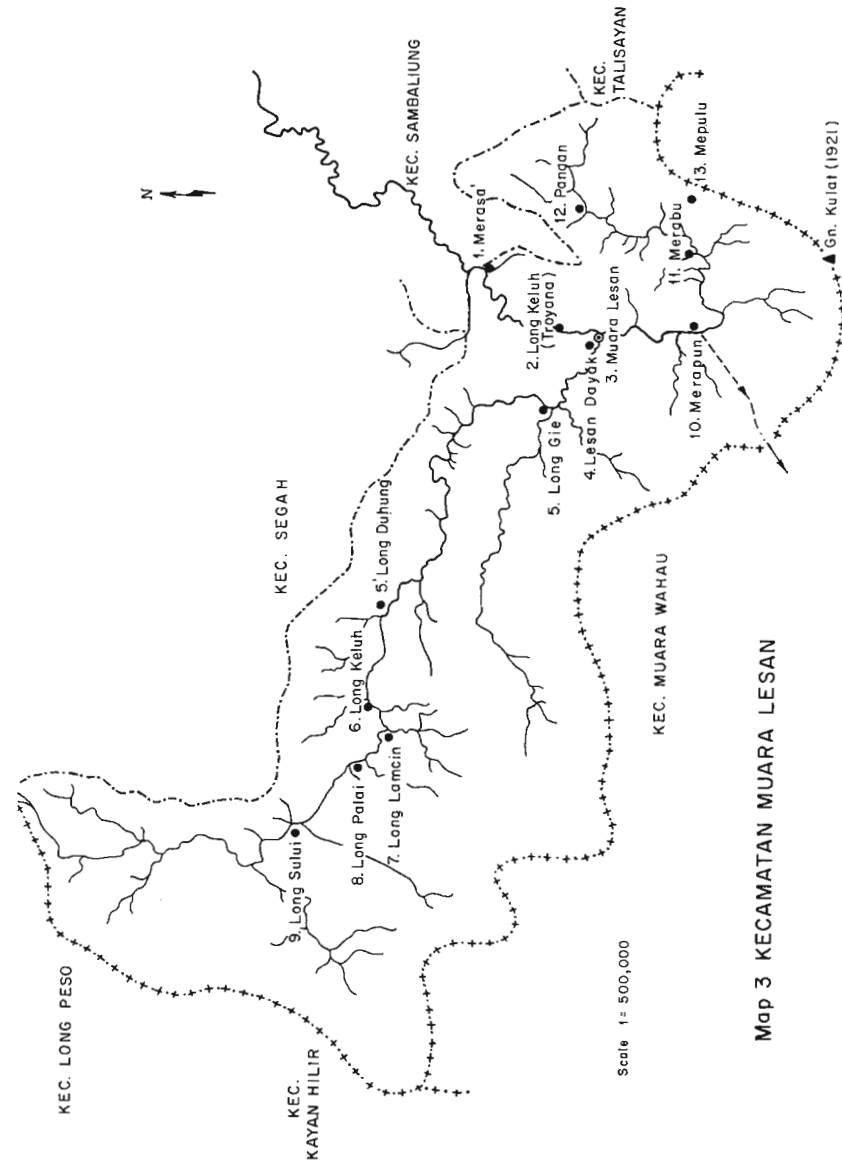 KEC. LONG PESO
KEC.
KAYAN HILIR
KEC. SEGAH
KEC. SAMBALIUNG
KEC.
TALISAYAN
KEC. MUARA WAHAU
N
1. Merasa
2. Long Keluh
(Trayana)
3. Muara Lesan
4. Lesan Dayak
5. Long Gie
5' Long Duhung
6. Long Keluh
7. Long Lamcin
8. Long Palai
9. Long Sului
10. Merapun
11. Merabu
12. Panaan
13. Mepulu
Gn. Kulat (1921)
Scale 1 = 500,000
Map 3 KECAMATAN MUARA LESAN